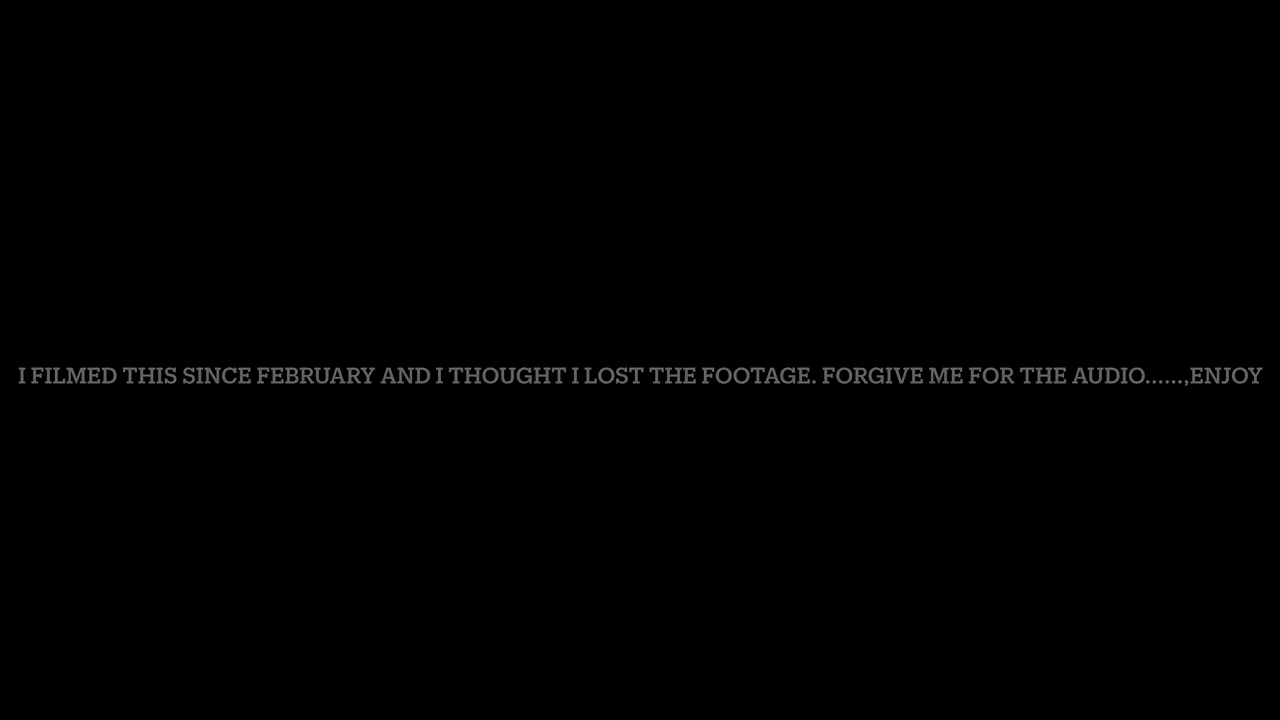 I FILMED THIS SINCE FEBRUARY AND I THOUGHT I LOST THE FOOTAGE. FORGIVE ME FOR THE AUDIO......,ENJOY